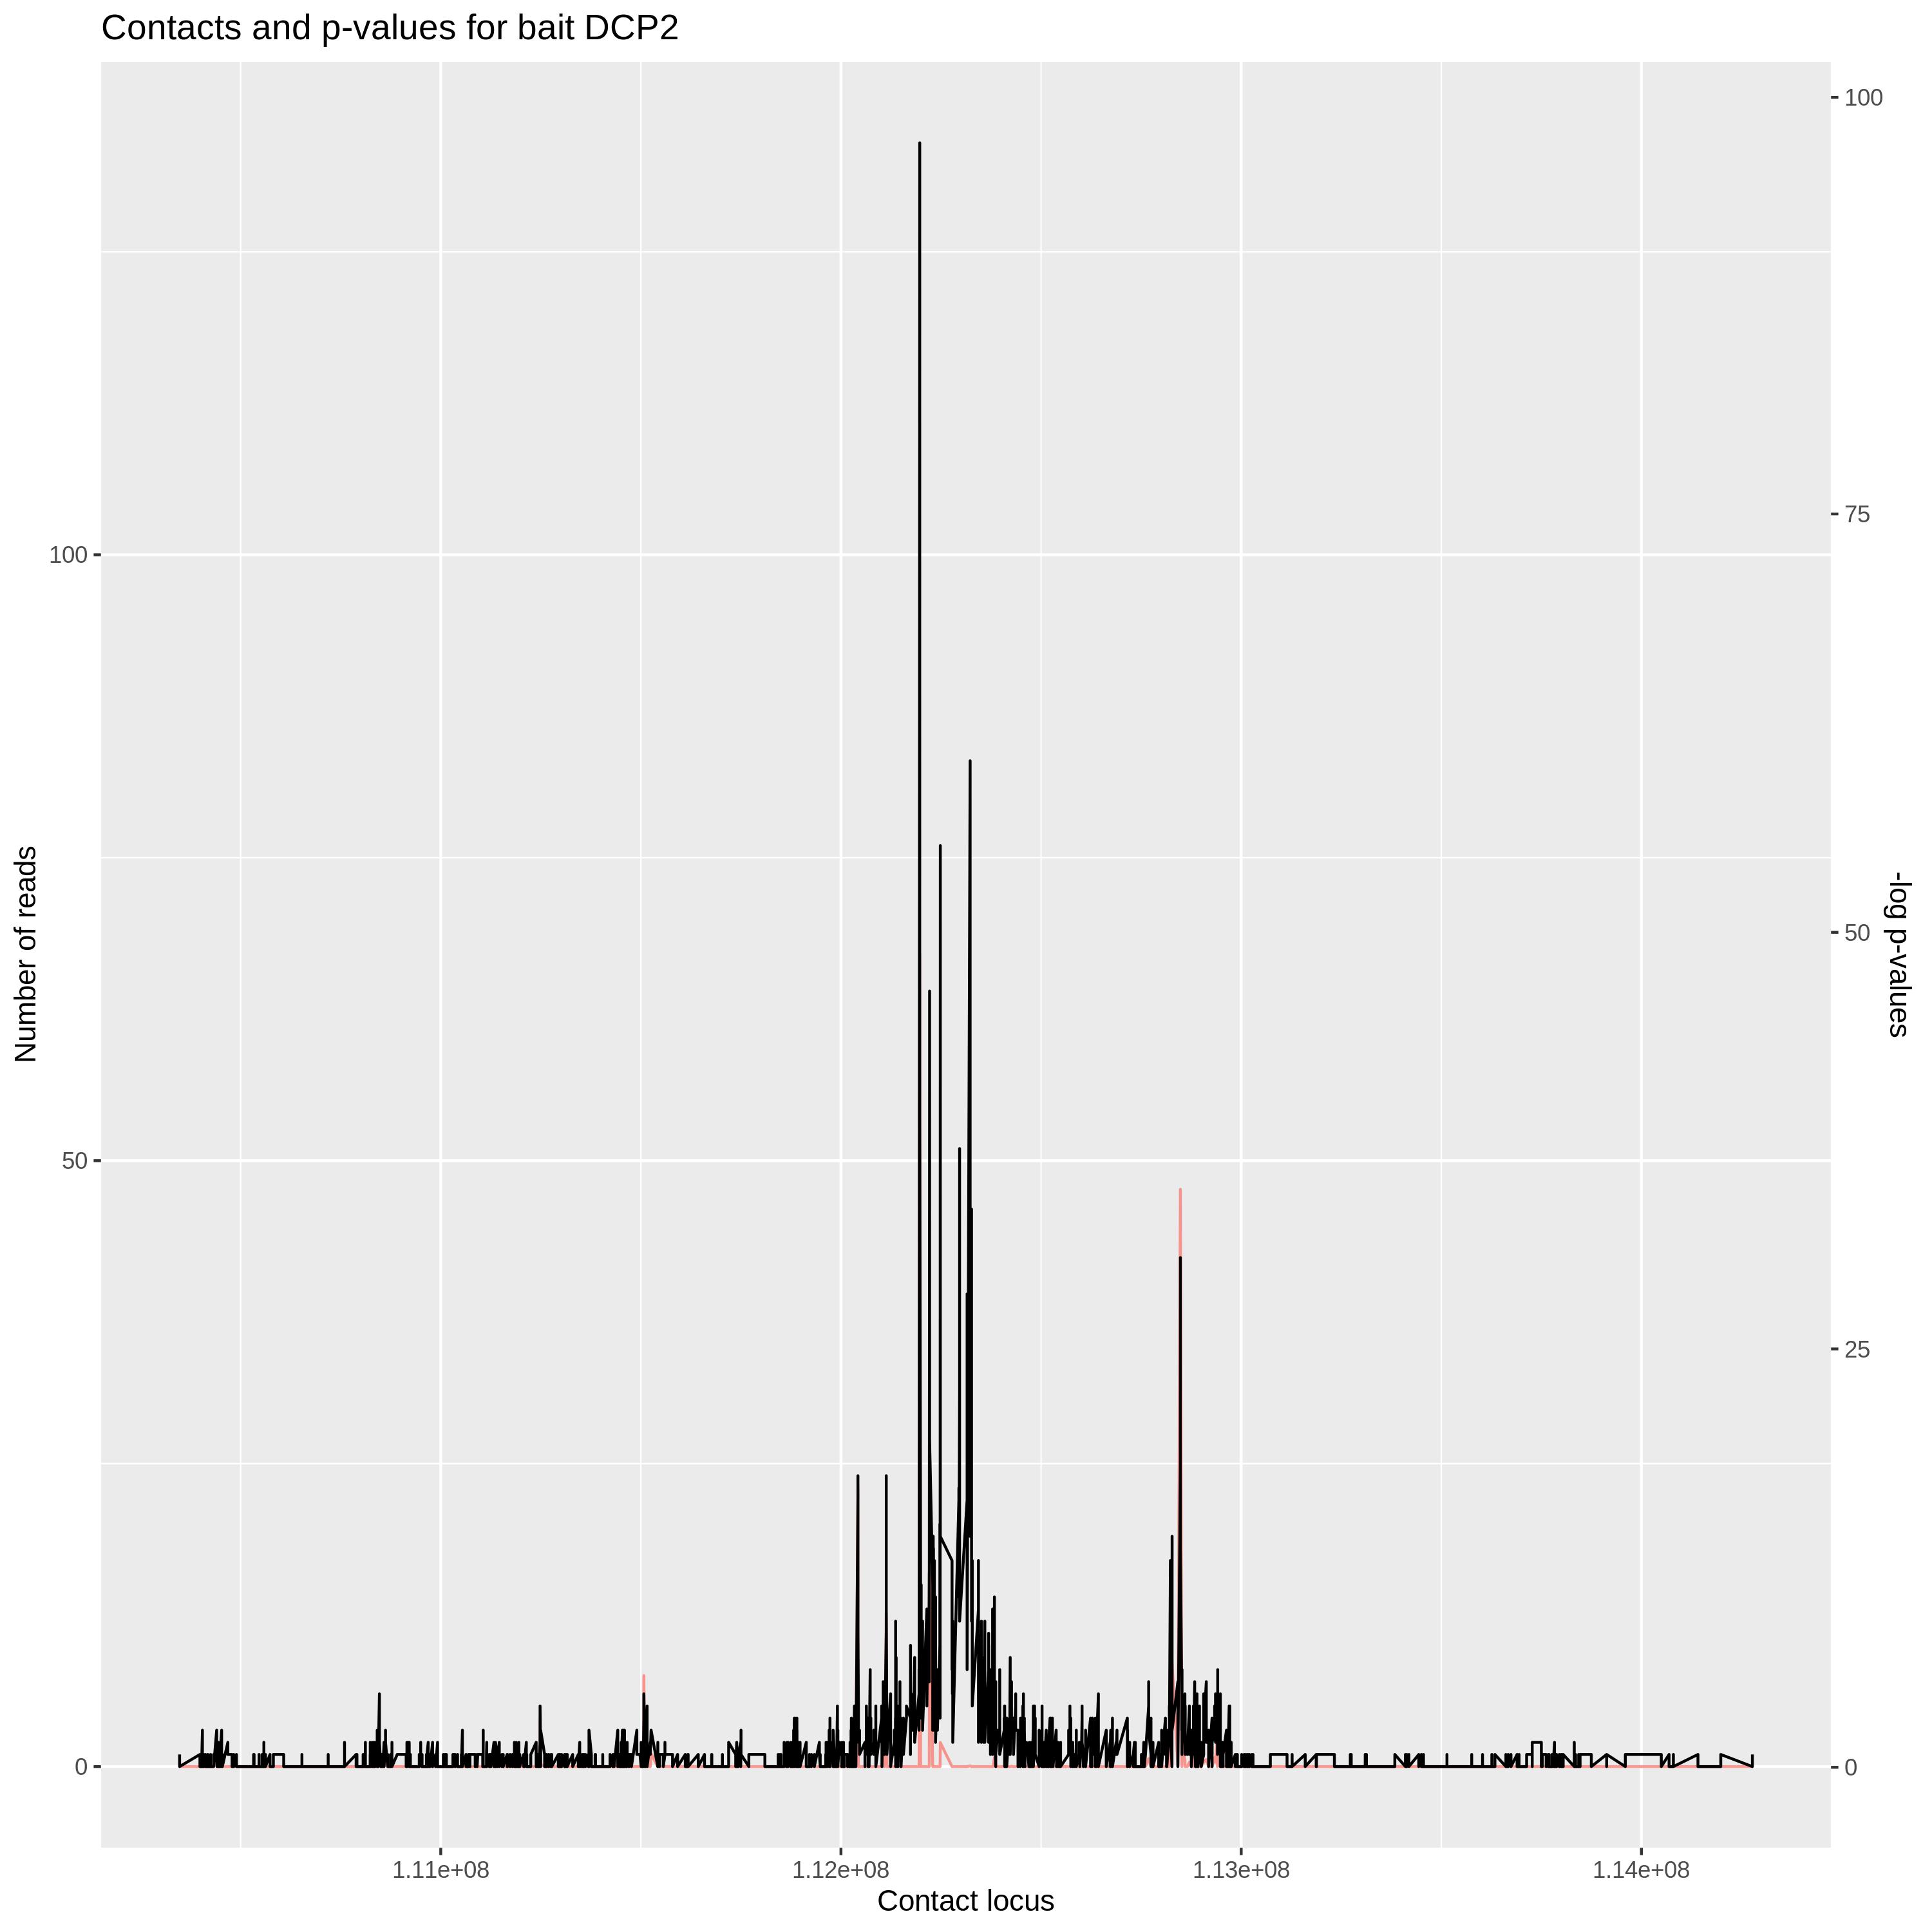 Contacts and p-values for bait DCP2
100
50
0
Number of reads
100
75
50
25
0
-log p-values
1.11e+08 1.12e+08 1.13e+08 1.14e+08
Contact locus